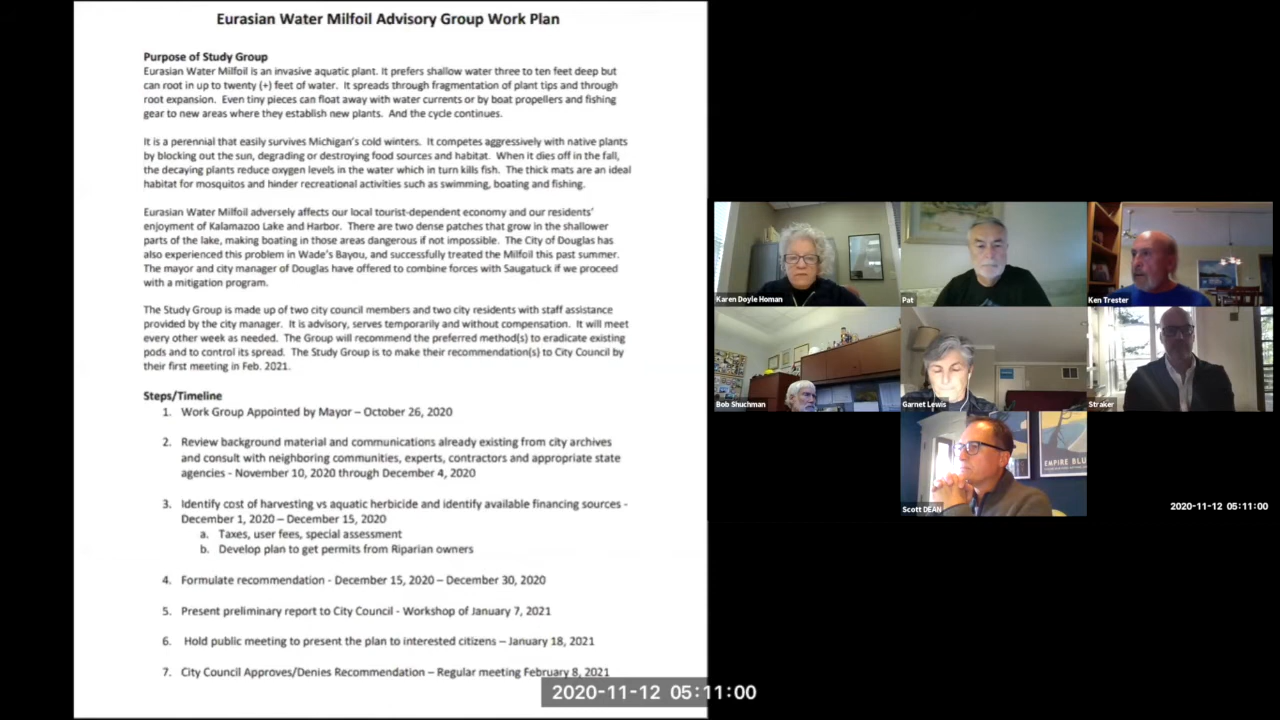 Eurasian Water Milfoil Advisory Group Work Plan
Purpose of Study Group
Eurasian Water Milfoil is an invasive aquatic plant. It prefers shallow water three to ten feet deep but
can root in up to twenty (+) feet of water. It spreads through fragmentation of plant tips and through
root expansion. Even tiny pieces can float away with water currents or by boat propellers and fishing
gear to new areas where they establish new plants. And the cycle continues.
It is a perennial that easily survives Michigan's cold winters. It competes aggressively with native plants
by blocking out the sun, degrading or destroying food sources and habitat. When it dies off in the fall,
the decaying plants reduce oxygen levels in the water which in turn kills fish. The thick mats are an ideal
habitat for mosquitos and hinder recreational activities such as swimming, boating and fishing.
Eurasian Water Milfoil adversely affects our local tourist-dependent economy and our residents'
enjoyment of Kalamazoo Lake and Harbor. There are two dense patches that grow in the shallower
parts of the lake, making boating in those areas dangerous if not impossible. The City of Douglas has
also experienced this problem in Wade's Bayou, and successfully treated the Milfoil this past summer.
The mayor and city manager of Douglas have offered to combine forces with Saugatuck if we proceed
with a mitigation program.
The Study Group is made up of two city council members and two city residents with staff assistance
provided by the city manager. It is advisory, serves temporarily and without compensation. It will meet
every other week as needed. The Group will recommend the preferred method(s) to eradicate existing
pods and to control its spread. The Study Group is to make their recommendation(s) to City Council by
their first meeting in Feb. 2021.
Steps/Timeline
1. Work Group Appointed by Mayor – October 26, 2020
2. Review background material and communications already existing from city archives
and consult with neighboring communities, experts, contractors and appropriate state
agencies - November 10, 2020 through December 4, 2020
3. Identify cost of harvesting vs aquatic herbicide and identify available financing sources -
December 1, 2020 – December 15, 2020
a. Taxes, user fees, special assessment
b. Develop plan to get permits from Riparian owners
4. Formulate recommendation - December 15, 2020 – December 30, 2020
5. Present preliminary report to City Council - Workshop of January 7, 2021
6. Hold public meeting to present the plan to interested citizens – January 18, 2021
7. City Council Approves/Denies Recommendation – Regular meeting February 8, 2021
2020-11-12 05:11:00
Karen Doyle Homan
Pat
Ken Trester
Bob Shuchman
Garnet Lewis
Straker
EMPIRE BLU
Scott DEAN
2020-11-12 05:11:00